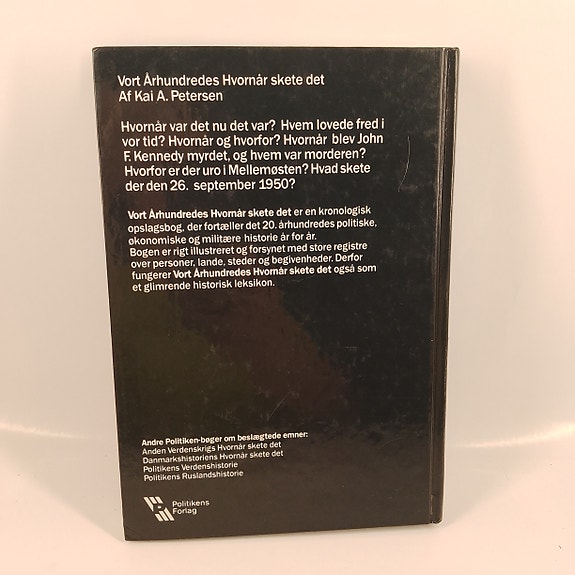 Vort Århundredes Hvornår skete det
Af Kai A. Petersen
Hvornår var det nu det var? Hvem lovede fred i
vor tid? Hvornår og hvorfor? Hvornår blev John
F. Kennedy myrdet, og hvem var morderen?
Hvorfor er der uro i Mellemøsten? Hvad skete
der den 26. september 1950?
Vort Århundredes Hvornår skete det er en kronologisk
opslagsbog, der fortæller det 20. århundredes politiske,
økonomiske og militære historie år for år.
Bogen er rigt illustreret og forsynet med store registre
over personer, lande, steder og begivenheder. Derfor
fungerer Vort Århundredes Hvornår skete det også som
et glimrende historisk leksikon.
Andre Politiken-bøger om beslægtede emner:
Anden Verdenskrigs Hvornår skete det
Danmarkshistoriens Hvornår skete det
Politikens Verdenshistorie
Politikens Ruslandshistorie
Politikens
Forlag